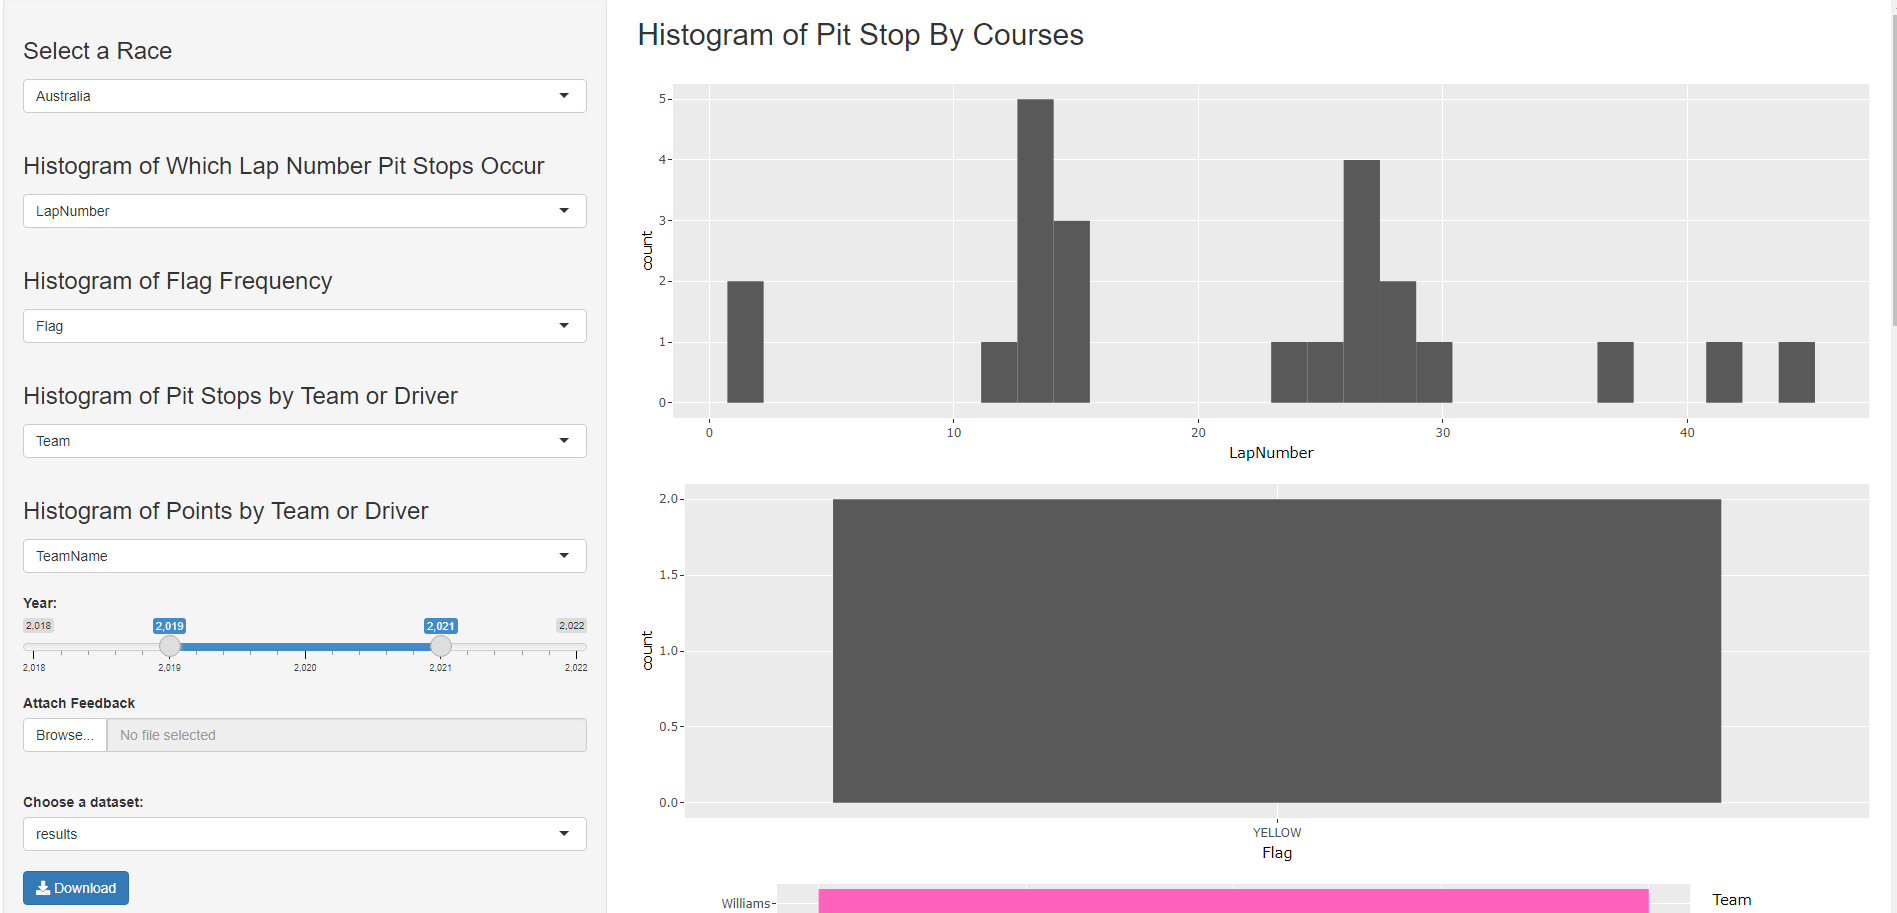 Select a Race
Australia
Histogram of Which Lap Number Pit Stops Occur
LapNumber
Histogram of Flag Frequency
Flag
Histogram of Pit Stops by Team or Driver
Team
Histogram of Points by Team or Driver
TeamName
Year:
2,018 2,019 2,021 2,022
2,018 2,019 2,020 2,021 2,022
Attach Feedback
Browse... No file selected
Choose a dataset:
results
Download
Histogram of Pit Stop By Courses
5
4
3
2
1
0
count
0 10 20 30 40
LapNumber
2.0
1.5
1.0
0.5
0.0
count
YELLOW
Flag
Williams
Team